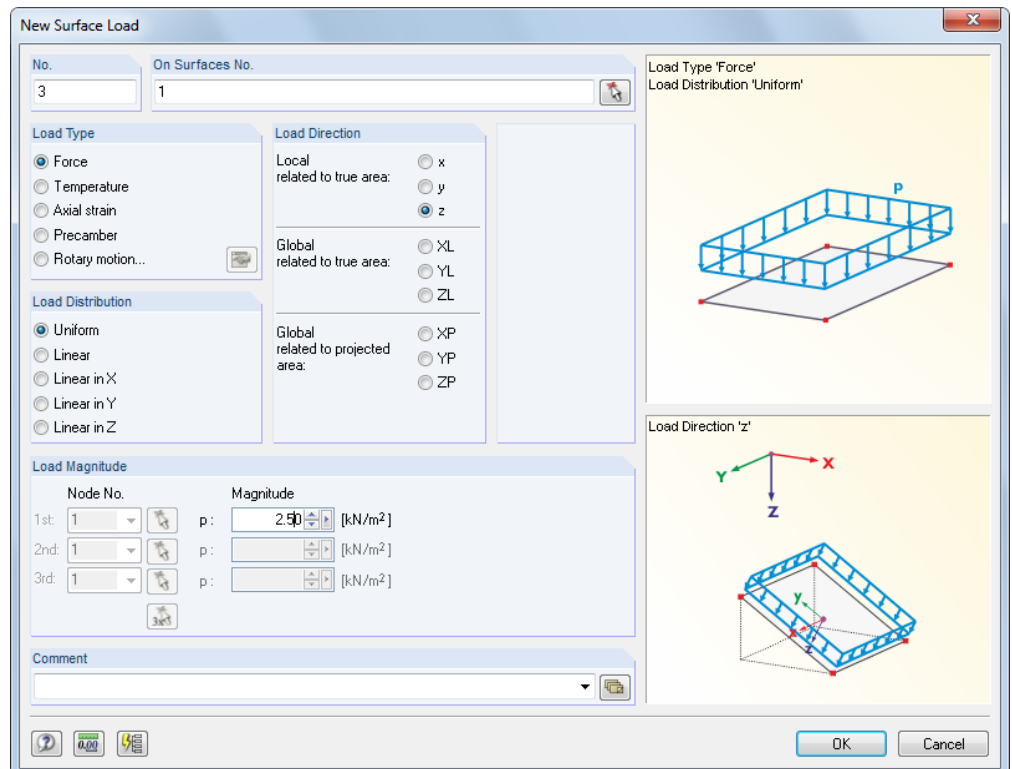 New Surface Load
No.
On Surfaces No.
3
1
Load Type
Force
Temperature
Axial strain
Precamber
Rotary motion...
Load Distribution
Uniform
Linear
Linear in X
Linear in Y
Linear in Z
Load Direction
Local
related to true area:
x
y
z
Global
related to true area:
XL
YL
ZL
Global
related to projected
area:
XP
YP
ZP
Load Magnitude
Node No.
Magnitude
1st: 1 p: 2.50 [kN/m²]
2nd: 1 p: [kN/m²]
3rd: 1 p: [kN/m²]
3x
Comment
0.00
OK
Cancel
Load Type 'Force'
Load Distribution 'Uniform'
p
Load Direction 'z'
X
Y
Z
y
x
z